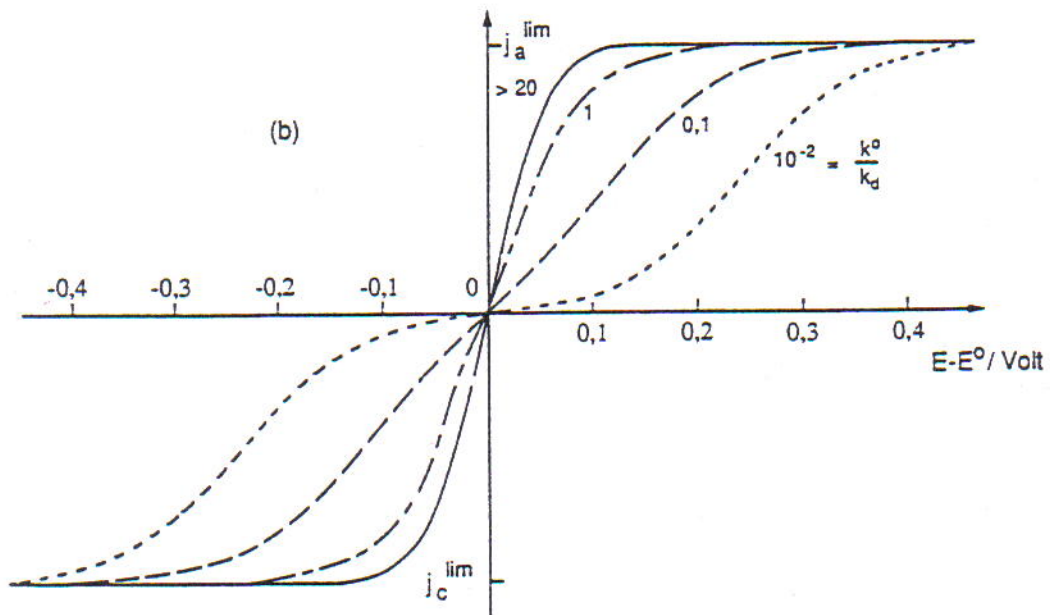 j_a^lim
> 20
1
0,1
(b)
10⁻² = k°/k_d
-0,4 -0,3 -0,2 -0,1 0
0,1 0,2 0,3 0,4
E-E°/ Volt
j_c^lim